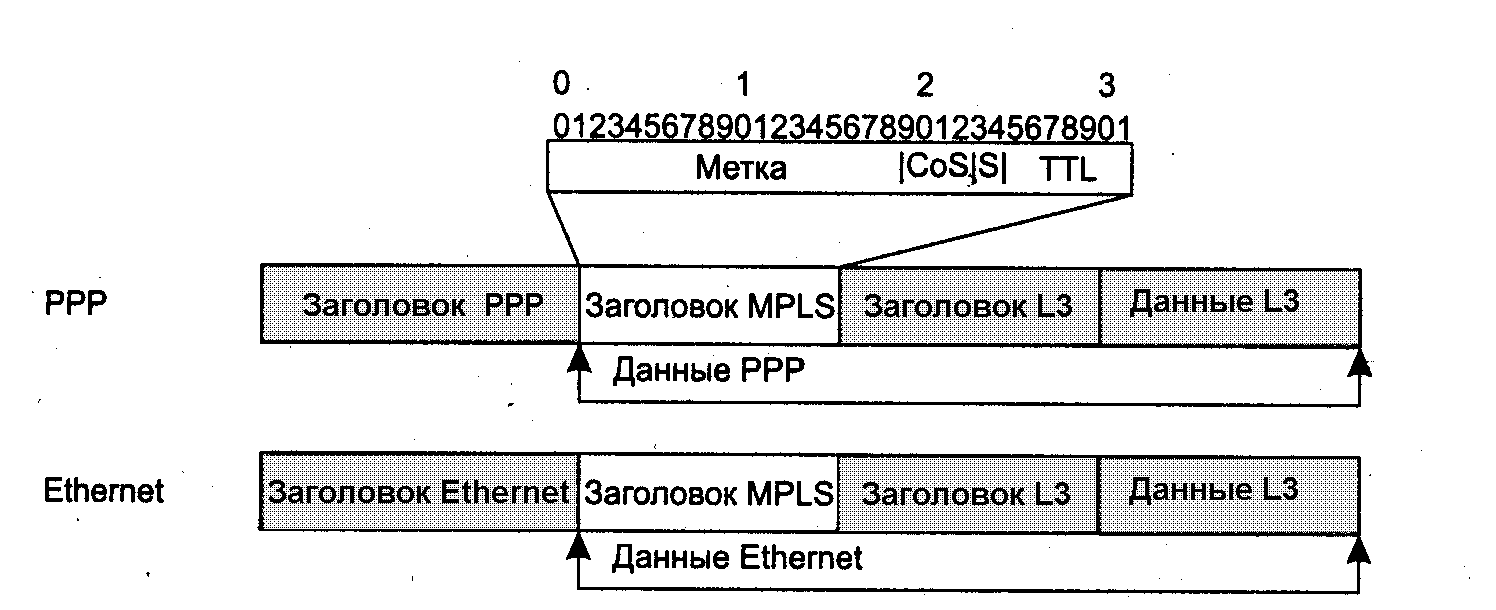 0 1 2 3
01234567890123456789012345678901
Метка |CoS|S| TTL
PPP Заголовок PPP Заголовок MPLS Заголовок L3 Данные L3
Данные PPP
Ethernet Заголовок Ethernet Заголовок MPLS Заголовок L3 Данные L3
Данные Ethernet